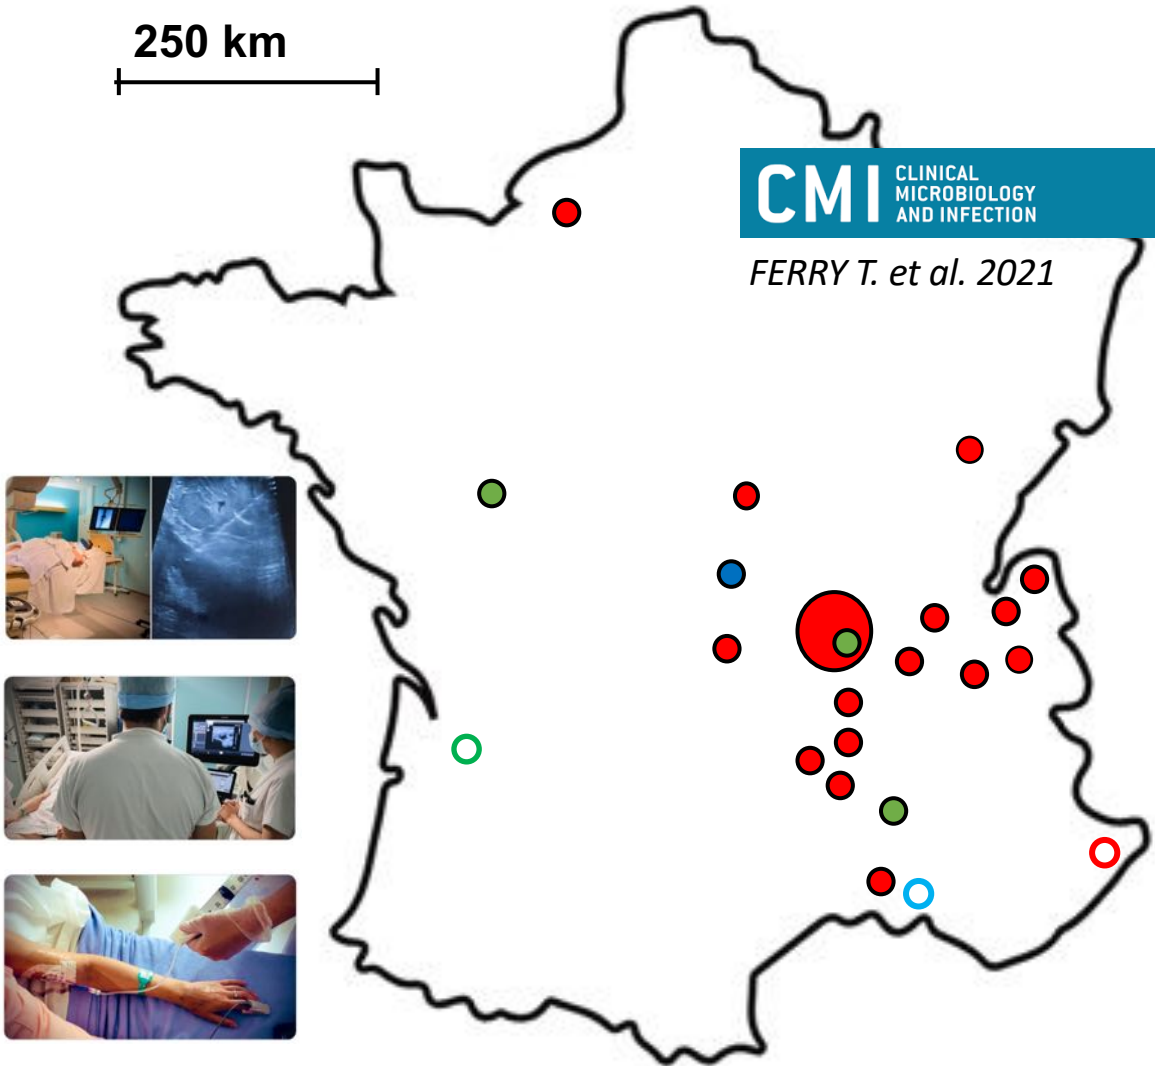 250 km
CMI
CLINICAL
MICROBIOLOGY
AND INFECTION
FERRY T. et al. 2021